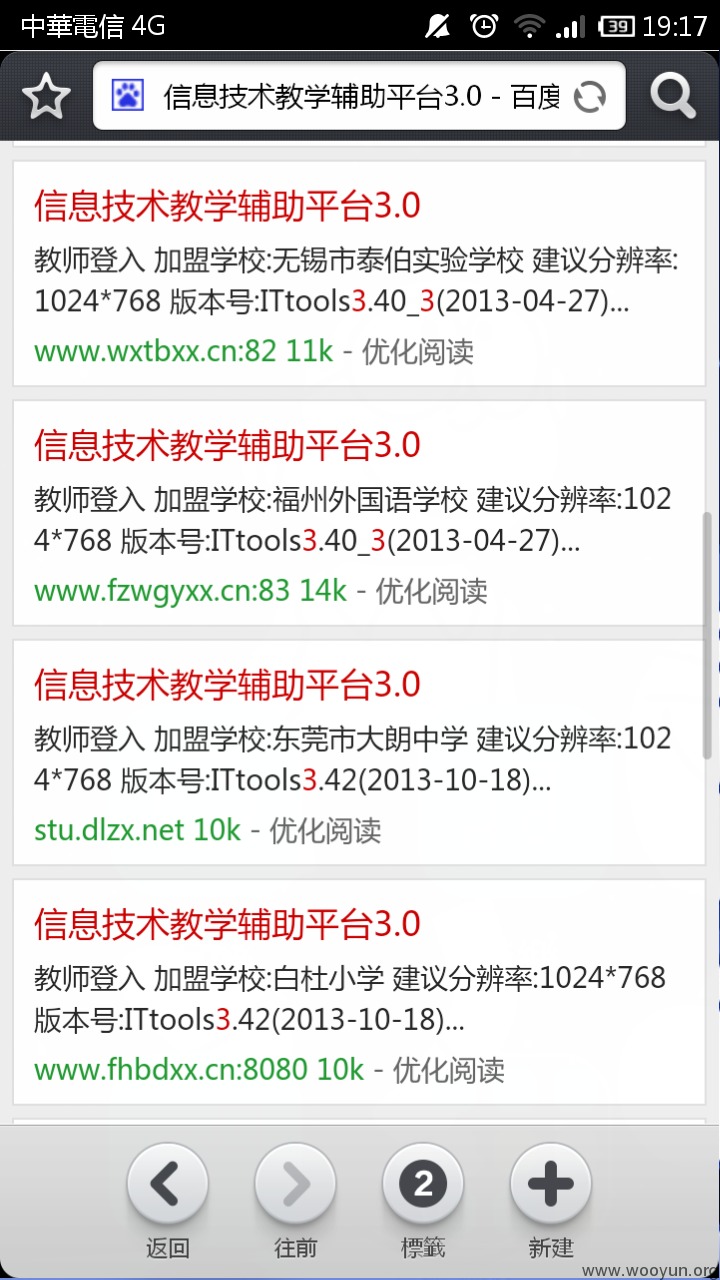 中華電信 4G 39 19:17
信息技术教学辅助平台3.0 - 百度
信息技术教学辅助平台3.0
教师登入 加盟学校:无锡市泰伯实验学校 建议分辨率:
1024*768 版本号:ITtools3.40_3(2013-04-27)...
www.wxtbxx.cn:82 11k - 优化阅读
信息技术教学辅助平台3.0
教师登入 加盟学校:福州外国语学校 建议分辨率:102
4*768 版本号:ITtools3.40_3(2013-04-27)...
www.fzwgyxx.cn:83 14k - 优化阅读
信息技术教学辅助平台3.0
教师登入 加盟学校:东莞市大朗中学 建议分辨率:102
4*768 版本号:ITtools3.42(2013-10-18)...
stu.dlzx.net 10k - 优化阅读
信息技术教学辅助平台3.0
教师登入 加盟学校:白杜小学 建议分辨率:1024*768
版本号:ITtools3.42(2013-10-18)...
www.fhbdxx.cn:8080 10k - 优化阅读
2
返回 往前 標籤 新建
www.wooyun.org